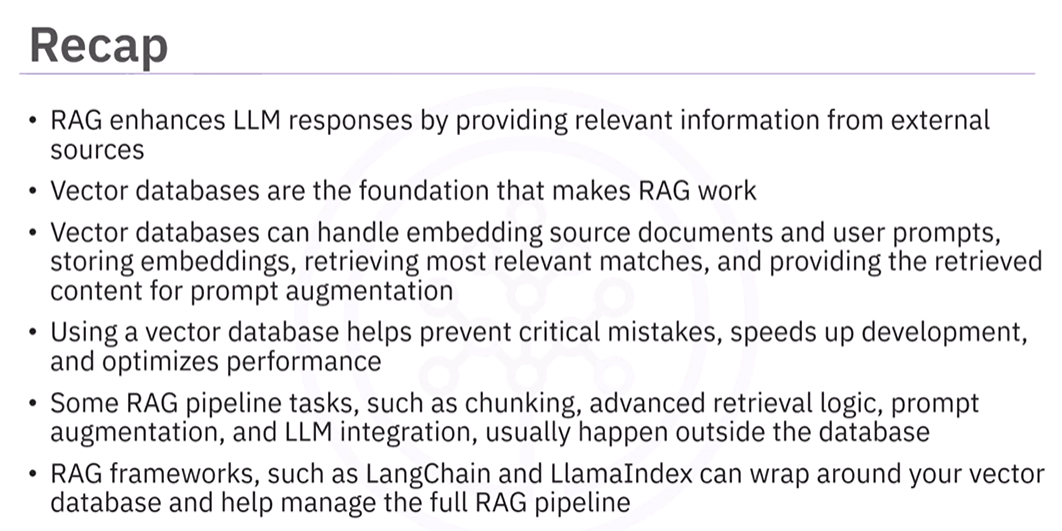 Recap
• RAG enhances LLM responses by providing relevant information from external
sources
• Vector databases are the foundation that makes RAG work
• Vector databases can handle embedding source documents and user prompts,
storing embeddings, retrieving most relevant matches, and providing the retrieved
content for prompt augmentation
• Using a vector database helps prevent critical mistakes, speeds up development,
and optimizes performance
• Some RAG pipeline tasks, such as chunking, advanced retrieval logic, prompt
augmentation, and LLM integration, usually happen outside the database
• RAG frameworks, such as LangChain and LlamaIndex can wrap around your vector
database and help manage the full RAG pipeline